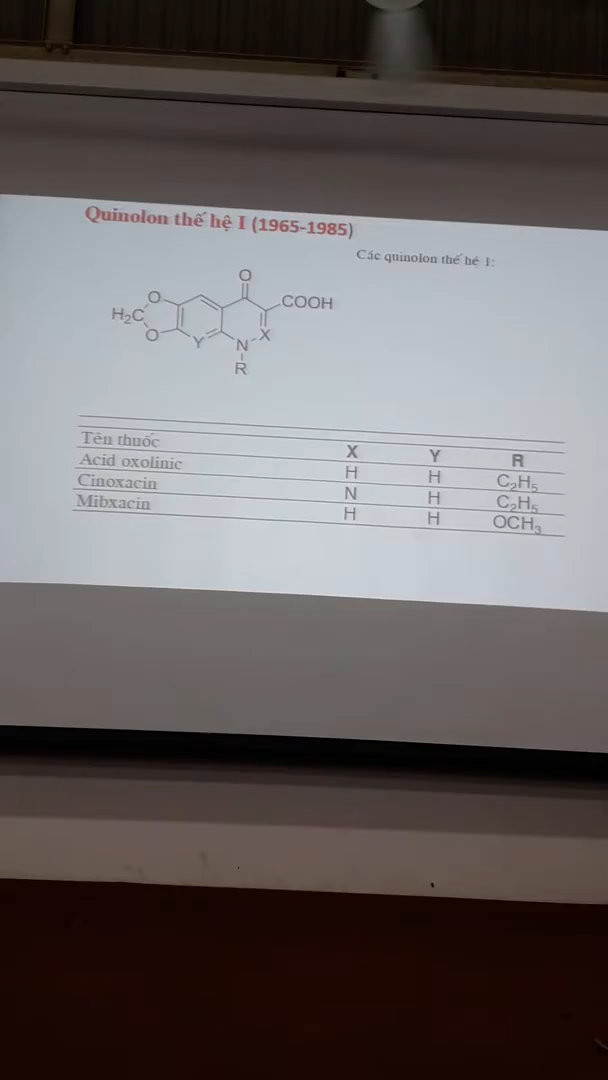 Quinolon thế hệ I (1965-1985)
Các quinolon thế hệ 1:
O
O
COOH
H₂C
O
Y
N
X
R
Tên thuốc X Y R
Acid oxolinic H H C₂H₅
Cinoxacin N H C₂H₅
Mibxacin H H OCH₃